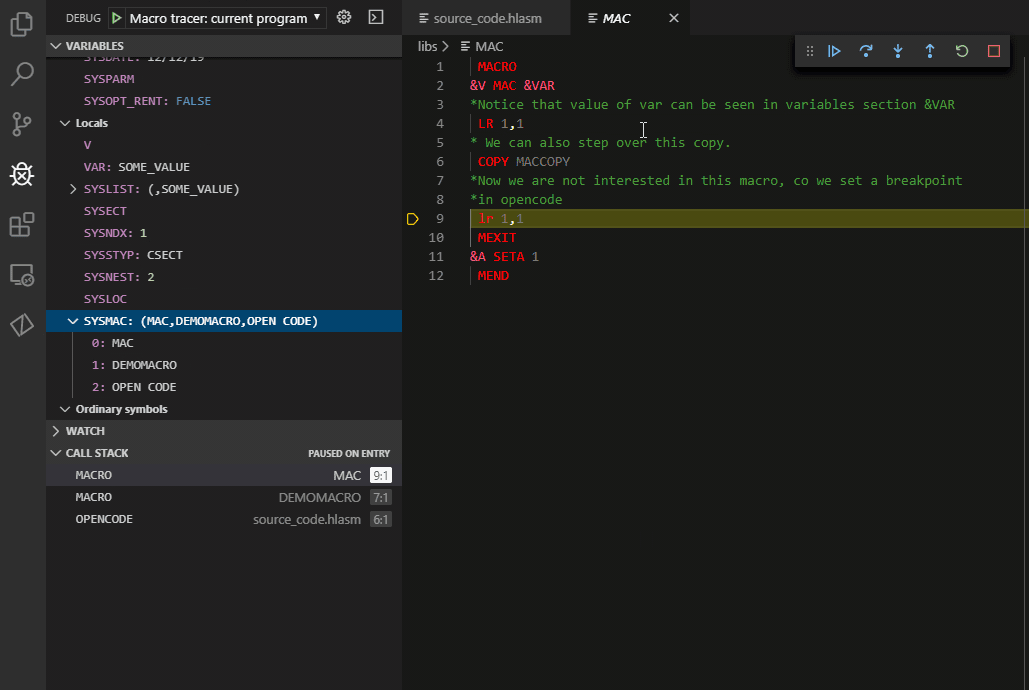 DEBUG Macro tracer: current program
VARIABLES
SYSDATE: 12/12/19
SYSPARM
SYSOPT_RENT: FALSE
Locals
V
VAR: SOME_VALUE
SYSLIST: (,SOME_VALUE)
SYSECT
SYSNDX: 1
SYSSTYP: CSECT
SYSNEST: 2
SYSLOC
SYSMAC: (MAC,DEMOMACRO,OPEN CODE)
0: MAC
1: DEMOMACRO
2: OPEN CODE
Ordinary symbols
WATCH
CALL STACK PAUSED ON ENTRY
MACRO MAC 9:1
MACRO DEMOMACRO 7:1
OPENCODE source_code.hlasm 6:1
source_code.hlasm MAC
libs > MAC
1 MACRO
2 &V MAC &VAR
3 *Notice that value of var can be seen in variables section &VAR
4 LR 1,1
5 * We can also step over this copy.
6 COPY MACCOPY
7 *Now we are not interested in this macro, co we set a breakpoint
8 *in opencode
9 lr 1,1
10 MEXIT
11 &A SETA 1
12 MEND